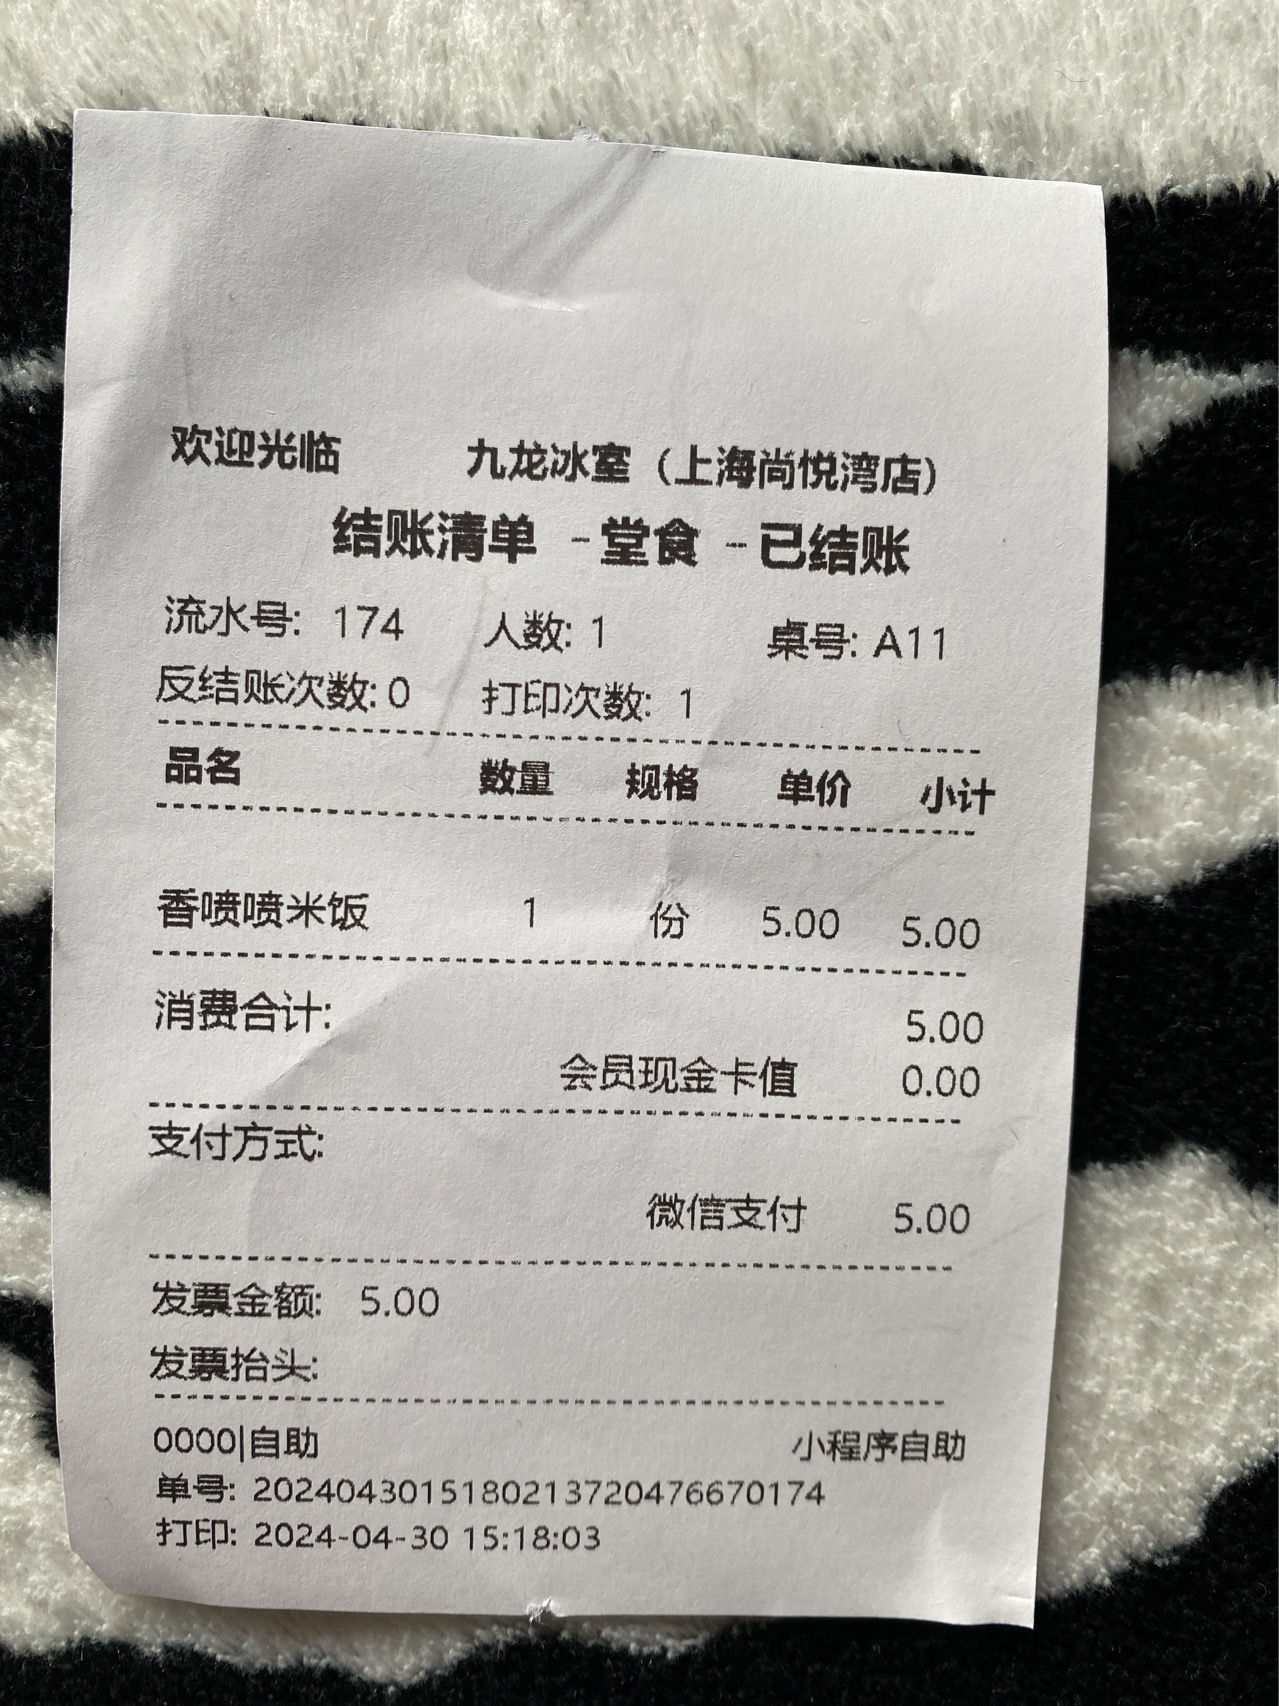 欢迎光临 九龙冰室（上海尚悦湾店）
结账清单 -堂食 -已结账
流水号: 174 人数: 1 桌号: A11
反结账次数: 0 打印次数: 1
品名 数量 规格 单价 小计
香喷喷米饭 1 份 5.00 5.00
消费合计: 5.00
会员现金卡值 0.00
支付方式:
微信支付 5.00
发票金额: 5.00
发票抬头:
0000|自助 小程序自助
单号: 20240430151802137204766​70174
打印: 2024-04-30 15:18:03